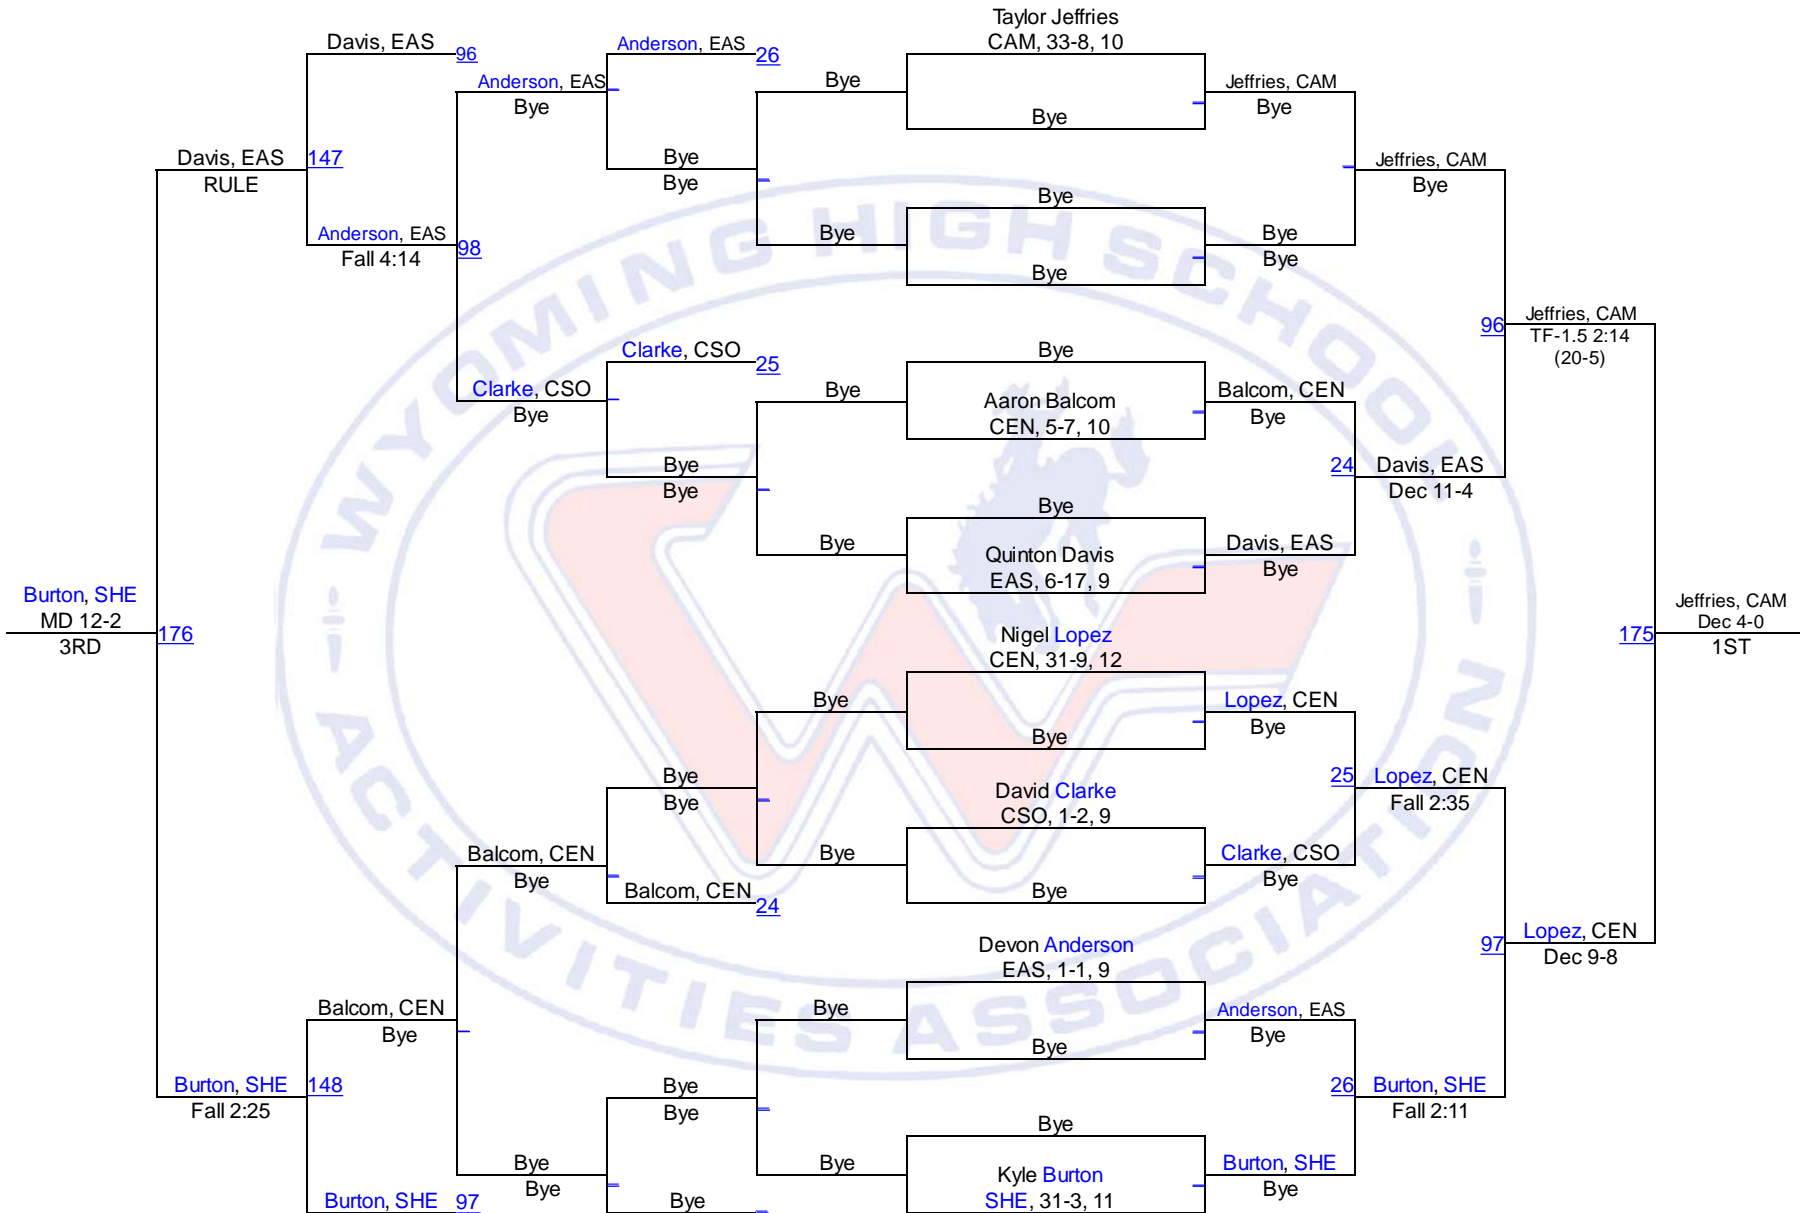 Taylor Jeffries
CAM, 33-8, 10
Davis, EAS
96
Anderson, EAS
26
Anderson, EAS
Bye
Bye
Jeffries, CAM
Bye
Bye
Davis, EAS
147
RULE
Bye
Bye
Jeffries, CAM
Bye
Bye
Anderson, EAS
98
Fall 4:14
Bye
Bye
Bye
Bye
WYOMING HIGH SCHOOL
ACTIVITIES ASSOCIATION
96
Jeffries, CAM
TF-1.5 2:14
(20-5)
Clarke, CSO
25
Bye
Clarke, CSO
Bye
Bye
Aaron Balcom
CEN, 5-7, 10
Balcom, CEN
Bye
Bye
Bye
24
Davis, EAS
Dec 11-4
Bye
Bye
Quinton Davis
EAS, 6-17, 9
Davis, EAS
Bye
Burton, SHE
MD 12-2
3RD
176
Jeffries, CAM
Dec 4-0
1ST
175
Nigel Lopez
CEN, 31-9, 12
Bye
Lopez, CEN
Bye
Bye
Bye
Bye
David Clarke
CSO, 1-2, 9
25
Lopez, CEN
Fall 2:35
Balcom, CEN
Bye
Bye
Clarke, CSO
Bye
Bye
Balcom, CEN
24
Devon Anderson
EAS, 1-1, 9
97
Lopez, CEN
Dec 9-8
Balcom, CEN
Bye
Bye
Anderson, EAS
Bye
Bye
Burton, SHE
148
Fall 2:25
Bye
Bye
26
Burton, SHE
Fall 2:11
Bye
Bye
Bye
Bye
Kyle Burton
SHE, 31-3, 11
Burton, SHE
Bye
Burton, SHE
97
Bye